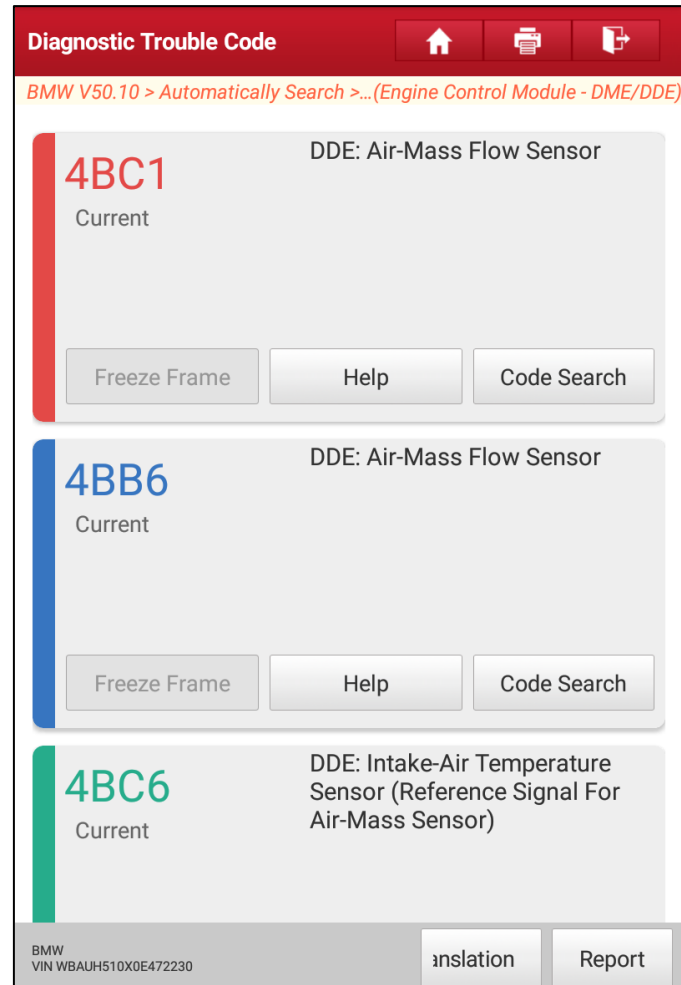 Diagnostic Trouble Code
BMW V50.10 > Automatically Search >...(Engine Control Module - DME/DDE)
4BC1
DDE: Air-Mass Flow Sensor
Current
Freeze Frame
Help
Code Search
4BB6
DDE: Air-Mass Flow Sensor
Current
Freeze Frame
Help
Code Search
4BC6
DDE: Intake-Air Temperature
Sensor (Reference Signal For
Air-Mass Sensor)
Current
BMW
VIN WBAUH510X0E472230
anslation
Report